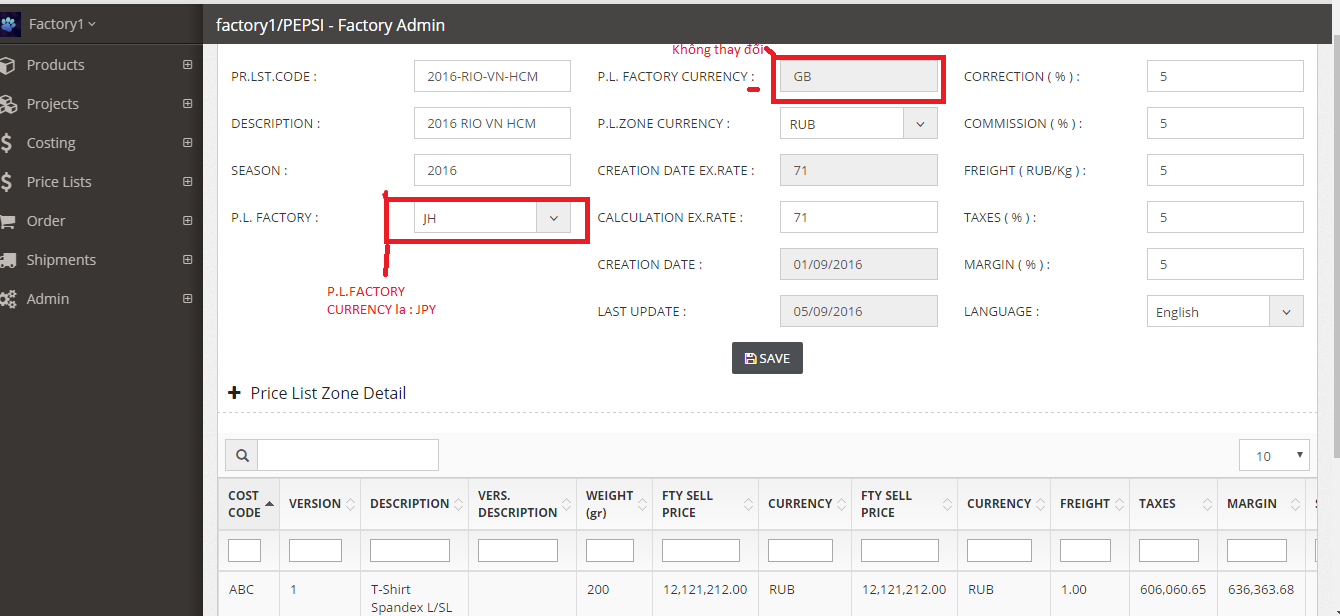 Factory1
factory1/PEPSI - Factory Admin
Products
Projects
Costing
Price Lists
Order
Shipments
Admin
Không thay đổi
PR.LST.CODE :
2016-RIO-VN-HCM
P.L. FACTORY CURRENCY :
GB
CORRECTION ( % ) :
5
DESCRIPTION :
2016 RIO VN HCM
P.L.ZONE CURRENCY :
RUB
COMMISSION ( % ) :
5
SEASON :
2016
CREATION DATE EX.RATE :
71
FREIGHT ( RUB/Kg ) :
5
P.L. FACTORY :
JH
CALCULATION EX.RATE :
71
TAXES ( % ) :
5
CREATION DATE :
01/09/2016
MARGIN ( % ) :
5
P.L.FACTORY
CURRENCY la : JPY
LAST UPDATE :
05/09/2016
LANGUAGE :
English
SAVE
Price List Zone Detail
10
COST
CODE
VERSION
DESCRIPTION
VERS.
DESCRIPTION
WEIGHT
(gr)
FTY SELL
PRICE
CURRENCY
FTY SELL
PRICE
CURRENCY
FREIGHT
TAXES
MARGIN
ABC
1
T-Shirt
Spandex L/SL
200
12,121,212.00
RUB
12,121,212.00
RUB
1.00
606,060.65
636,363.68